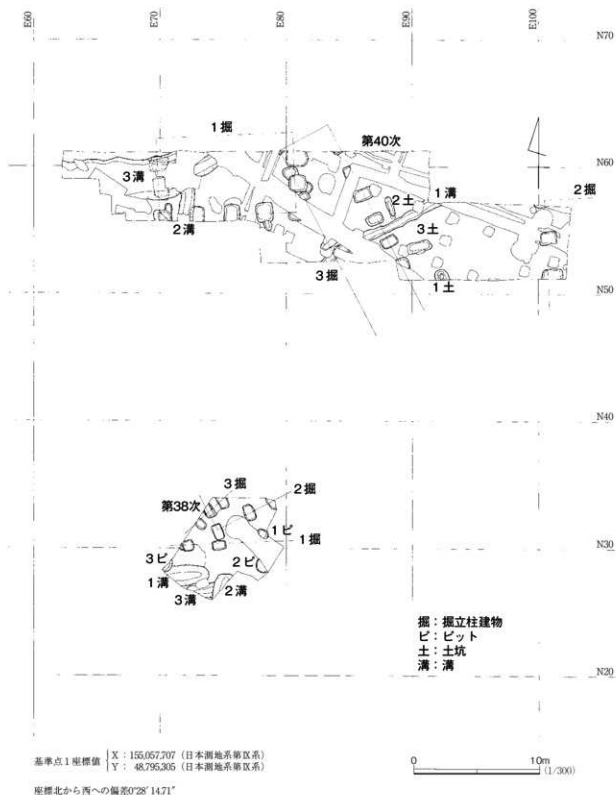 E60
E70
E80
E90
E100
N70
1掘
第40次
N60
3溝
1溝
2掘
2土
2溝
3土
3掘
1土
N50
N40
3掘
2掘
第38次
1ピ
1掘
N30
3ピ
2ピ
1溝
2溝
3溝
掘：掘立柱建物
ピ：ピット
土：土坑
溝：溝
N20
基準点1座標値 X：155,057,707（日本測地系第Ⅸ系）
Y： 48,795,305（日本測地系第Ⅸ系）
0 10m
(1/300)
座標北から西への偏差0°28′14.71″